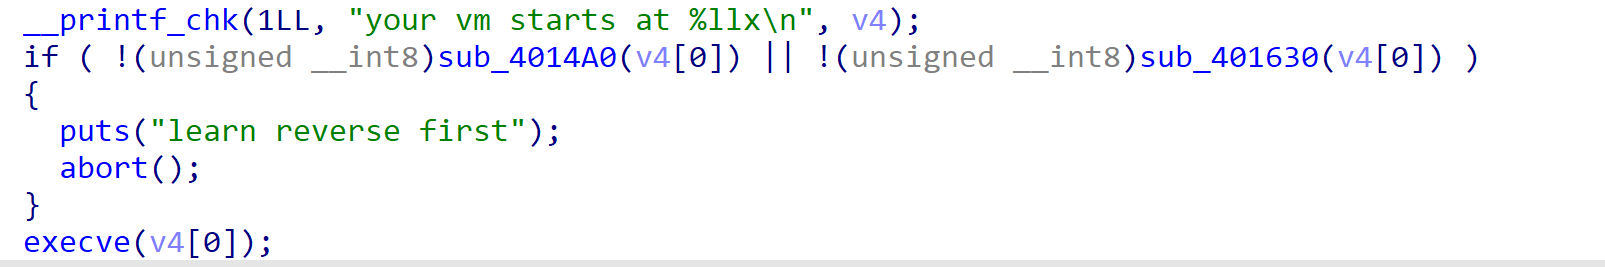 __printf_chk(1LL, "your vm starts at %llx\n", v4);
if ( !(unsigned __int8)sub_4014A0(v4[0]) || !(unsigned __int8)sub_401630(v4[0]) )
{
  puts("learn reverse first");
  abort();
}
execve(v4[0]);